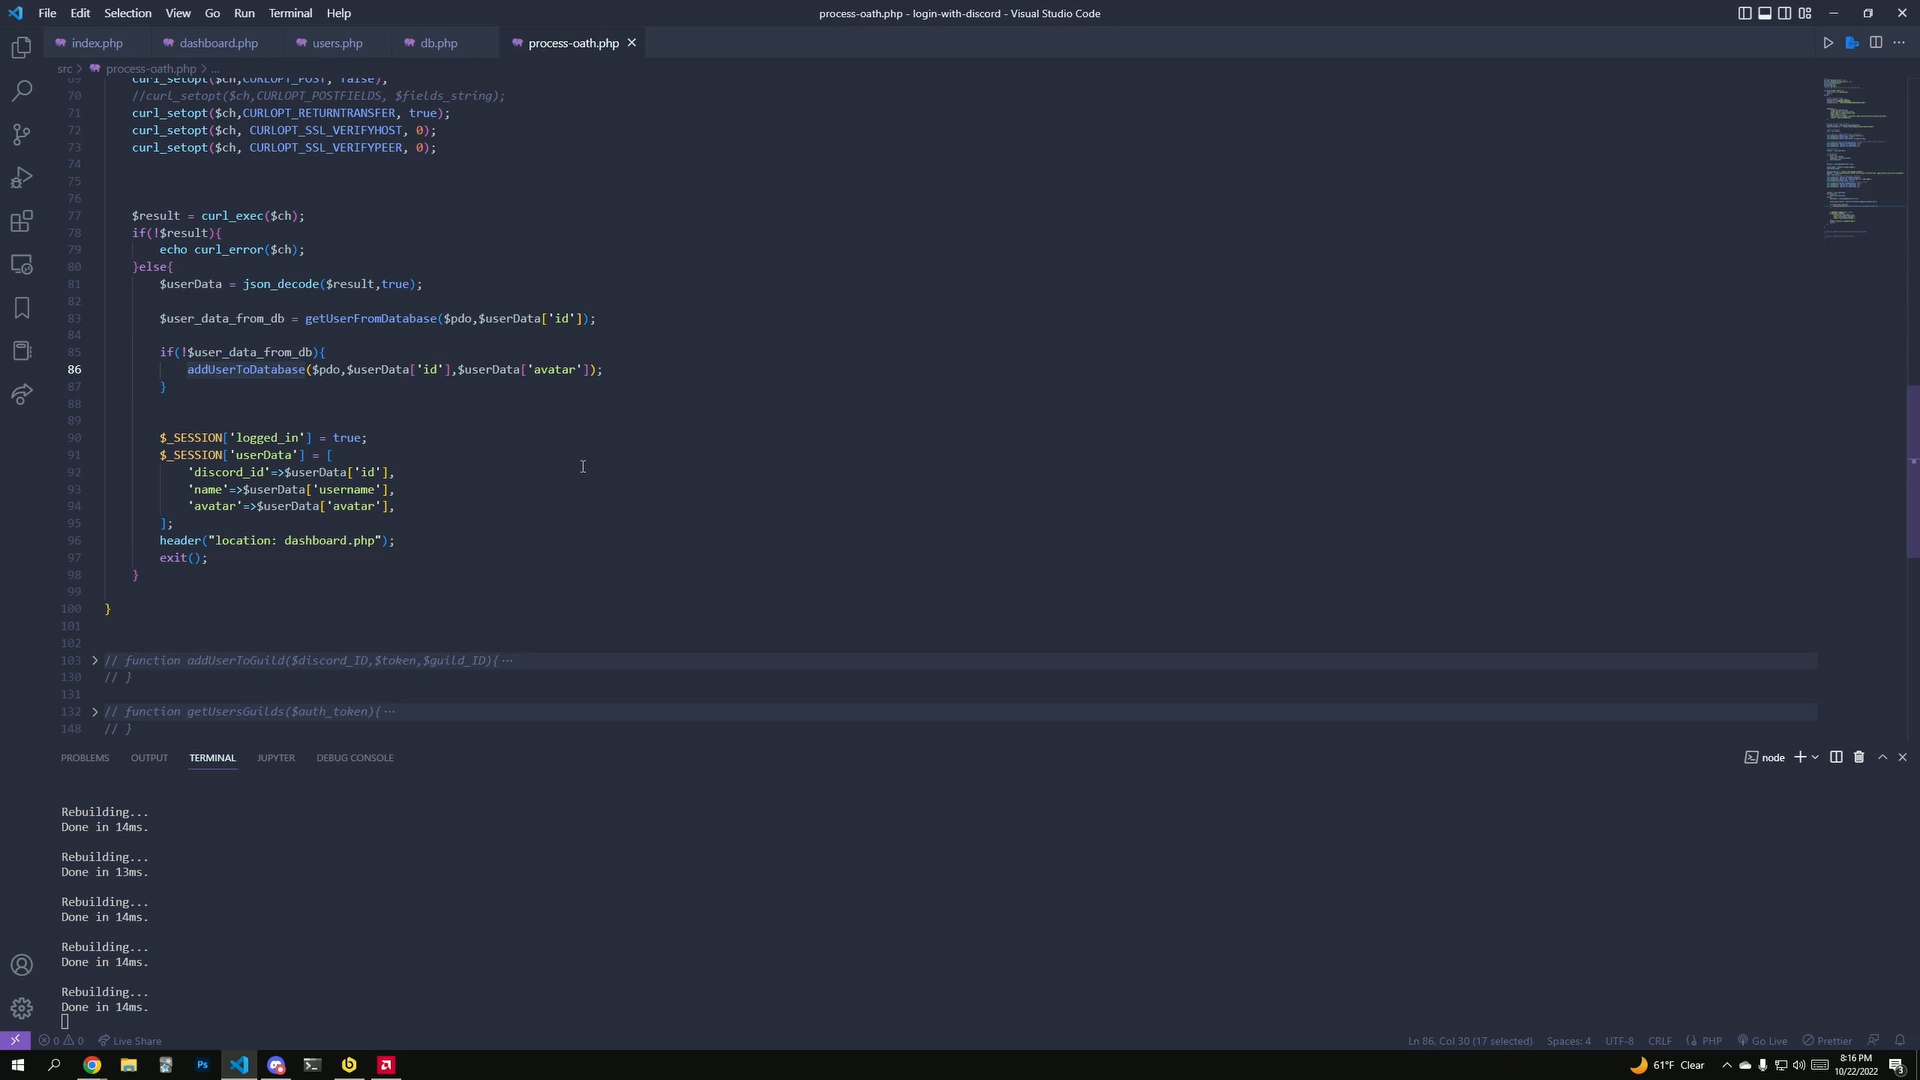 File Edit Selection View Go Run Terminal Help
process-oath.php - login-with-discord - Visual Studio Code
index.php dashboard.php users.php db.php process-oath.php
src > process-oath.php > ...
69 curl_setopt($ch,CURLOPT_POST, false);
70 //curl_setopt($ch,CURLOPT_POSTFIELDS, $fields_string);
71 curl_setopt($ch,CURLOPT_RETURNTRANSFER, true);
72 curl_setopt($ch, CURLOPT_SSL_VERIFYHOST, 0);
73 curl_setopt($ch, CURLOPT_SSL_VERIFYPEER, 0);
74
75
76
77 $result = curl_exec($ch);
78 if(!$result){
79 echo curl_error($ch);
80 }else{
81 $userData = json_decode($result,true);
82
83 $user_data_from_db = getUserFromDatabase($pdo,$userData['id']);
84
85 if(!$user_data_from_db){
86 addUserToDatabase($pdo,$userData['id'],$userData['avatar']);
87 }
88
89
90 $_SESSION['logged_in'] = true;
91 $_SESSION['userData'] = [
92 'discord_id'=>$userData['id'],
93 'name'=>$userData['username'],
94 'avatar'=>$userData['avatar'],
95 ];
96 header("location: dashboard.php");
97 exit();
98 }
99
100 }
101
102
103 // function addUserToGuild($discord_ID,$token,$guild_ID){ ···
130 // }
131
132 // function getUsersGuilds($auth_token){ ···
148 // }
PROBLEMS OUTPUT TERMINAL JUPYTER DEBUG CONSOLE
node
Rebuilding...
Done in 14ms.
Rebuilding...
Done in 13ms.
Rebuilding...
Done in 14ms.
Rebuilding...
Done in 14ms.
Rebuilding...
Done in 14ms.
0 0 Live Share
Ln 86, Col 30 (17 selected) Spaces: 4 UTF-8 CRLF PHP Go Live Prettier
Ps
61°F Clear
8:16 PM
10/22/2022
3